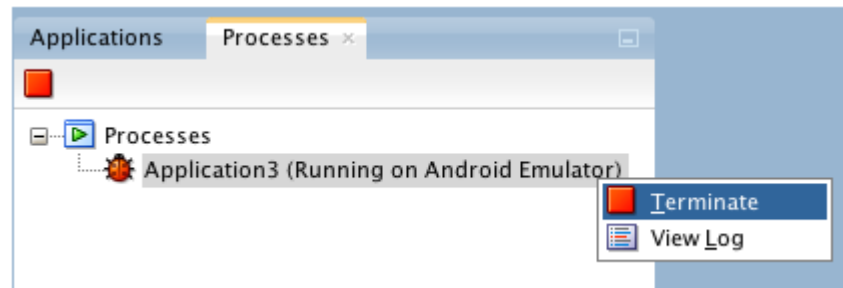 Applications Processes
Processes
Application3 (Running on Android Emulator)
Terminate
View Log